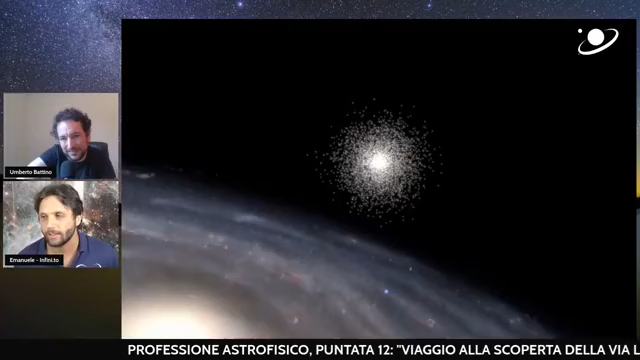 Umberto Battino
Emanuele - Infini.to
PROFESSIONE ASTROFISICO, PUNTATA 12: "VIAGGIO ALLA SCOPERTA DELLA VIA L